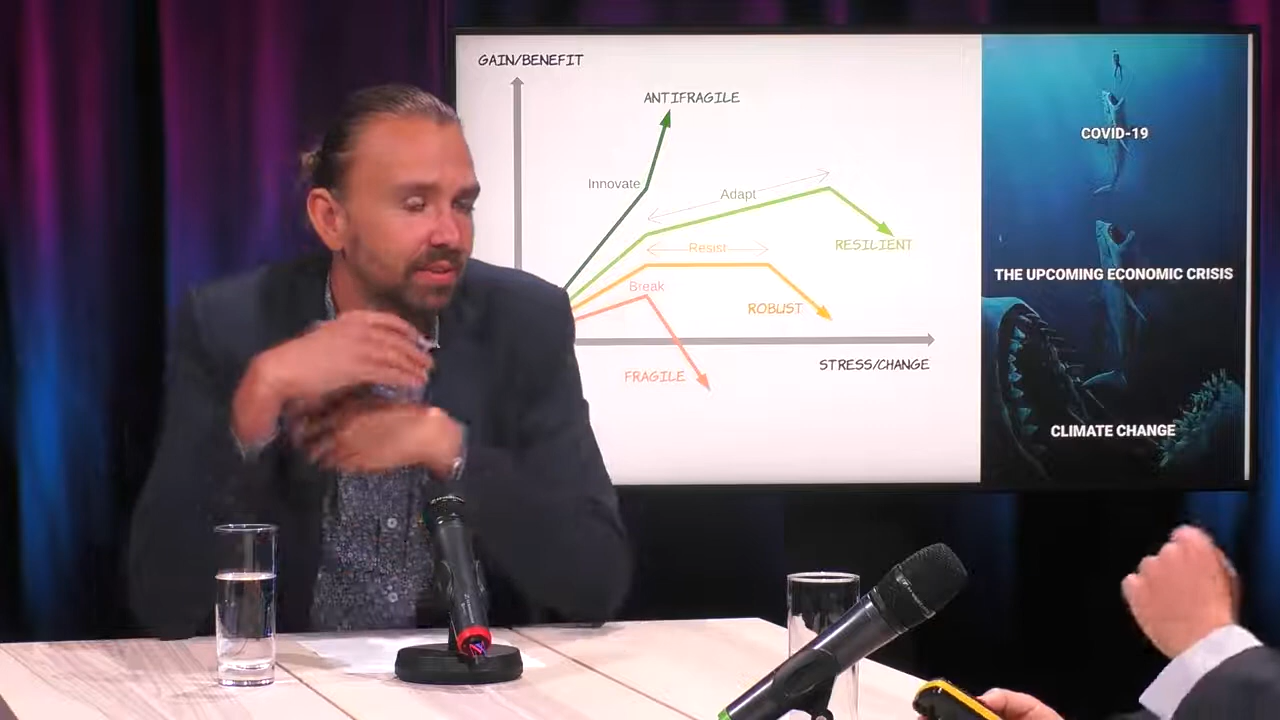 GAIN/BENEFIT
ANTIFRAGILE
Innovate
Adapt
RESILIENT
Resist
Break
ROBUST
STRESS/CHANGE
FRAGILE
COVID-19
THE UPCOMING ECONOMIC CRISIS
CLIMATE CHANGE